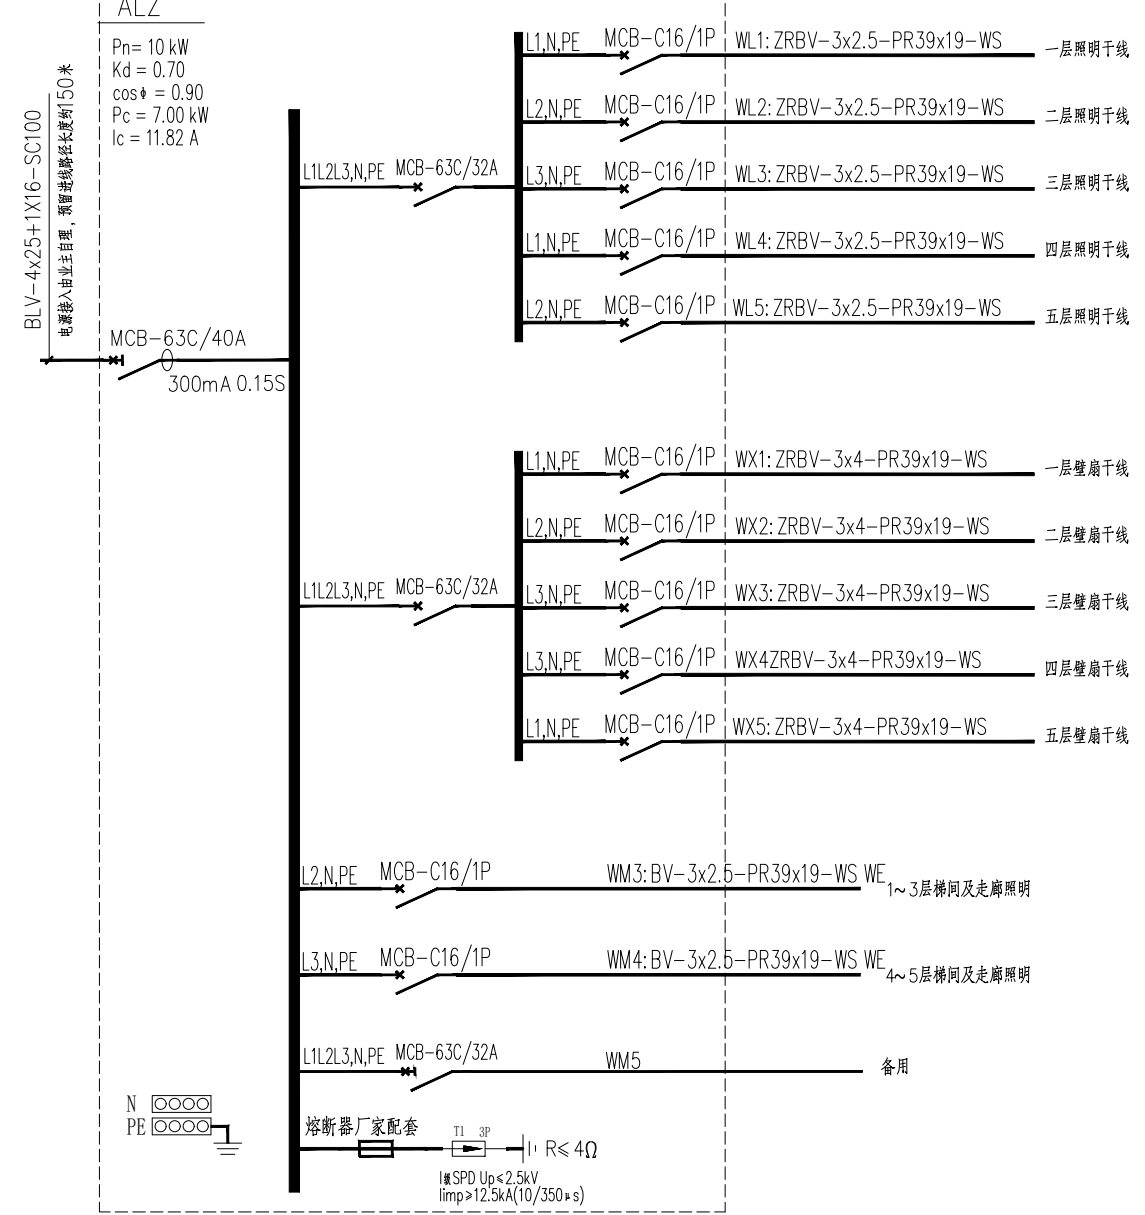 ALZ
Pn= 10 kW
Kd = 0.70
cosΦ = 0.90
Pc = 7.00 kW
Ic = 11.82 A
BLV-4x25+1X16-SC100
电源接入由业主自理，预留进线路径长度约150米
MCB-63C/40A
300mA 0.15S
L1L2L3,N,PE MCB-63C/32A
L1,N,PE MCB-C16/1P WL1: ZRBV-3x2.5-PR39x19-WS 一层照明干线
L2,N,PE MCB-C16/1P WL2: ZRBV-3x2.5-PR39x19-WS 二层照明干线
L3,N,PE MCB-C16/1P WL3: ZRBV-3x2.5-PR39x19-WS 三层照明干线
L1,N,PE MCB-C16/1P WL4: ZRBV-3x2.5-PR39x19-WS 四层照明干线
L2,N,PE MCB-C16/1P WL5: ZRBV-3x2.5-PR39x19-WS 五层照明干线
L1L2L3,N,PE MCB-63C/32A
L1,N,PE MCB-C16/1P WX1: ZRBV-3x4-PR39x19-WS 一层壁扇干线
L2,N,PE MCB-C16/1P WX2: ZRBV-3x4-PR39x19-WS 二层壁扇干线
L3,N,PE MCB-C16/1P WX3: ZRBV-3x4-PR39x19-WS 三层壁扇干线
L3,N,PE MCB-C16/1P WX4ZRBV-3x4-PR39x19-WS 四层壁扇干线
L1,N,PE MCB-C16/1P WX5: ZRBV-3x4-PR39x19-WS 五层壁扇干线
L2,N,PE MCB-C16/1P WM3: BV-3x2.5-PR39x19-WS WE 1~3层梯间及走廊照明
L3,N,PE MCB-C16/1P WM4: BV-3x2.5-PR39x19-WS WE 4~5层梯间及走廊照明
L1L2L3,N,PE MCB-63C/32A WM5 备用
N
PE
熔断器厂家配套 T1 3P R≤4Ω
I级SPD Up≤2.5kV
Iimp≥12.5kA(10/350μs)